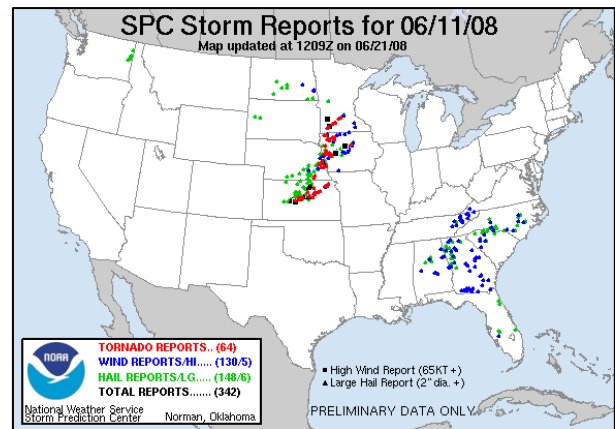 SPC Storm Reports for 06/11/08
Map updated at 1209Z on 06/21/08
NOAA
TORNADO REPORTS.. (64)
WIND REPORTS/HI..... (130/5)
HAIL REPORTS/LG..... (148/6)
TOTAL REPORTS....... (342)
National Weather Service
Storm Prediction Center Norman, Oklahoma
High Wind Report (65KT +)
Large Hail Report (2" dia. +)
PRELIMINARY DATA ONLY